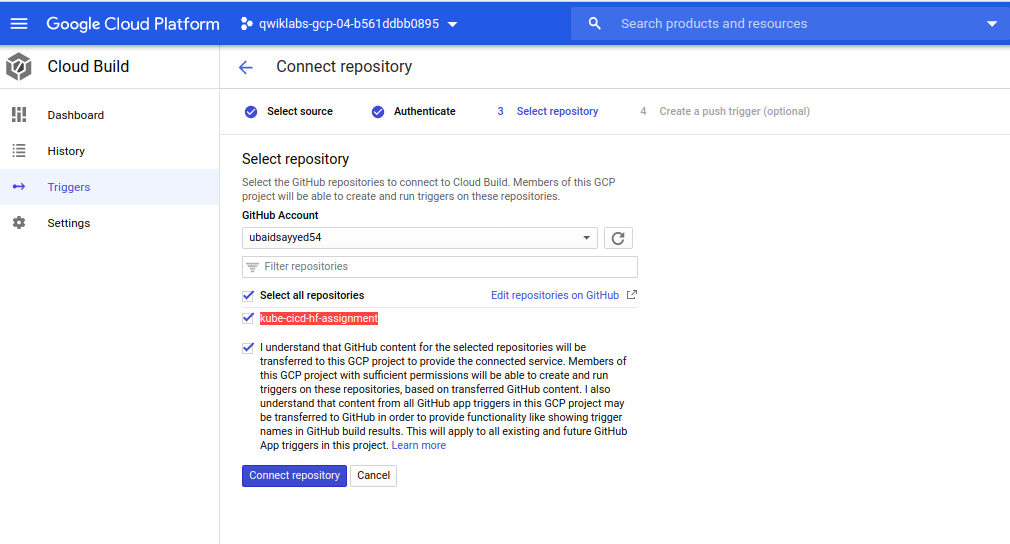 Google Cloud Platform
qwiklabs-gcp-04-b561ddbb0895
Search products and resources
Cloud Build
Connect repository
Dashboard
History
Triggers
Settings
Select source
Authenticate
3 Select repository
4 Create a push trigger (optional)
Select repository
Select the GitHub repositories to connect to Cloud Build. Members of this GCP
project will be able to create and run triggers on these repositories.
GitHub Account
ubaidsayyed54
Filter repositories
Select all repositories
Edit repositories on GitHub
kube-cicd-hf-assignment
I understand that GitHub content for the selected repositories will be
transferred to this GCP project to provide the connected service. Members of
this GCP project with sufficient permissions will be able to create and run
triggers on these repositories, based on transferred GitHub content. I also
understand that content from all GitHub app triggers in this GCP project may
be transferred to GitHub in order to provide functionality like showing trigger
names in GitHub build results. This will apply to all existing and future GitHub
App triggers in this project. Learn more
Connect repository
Cancel